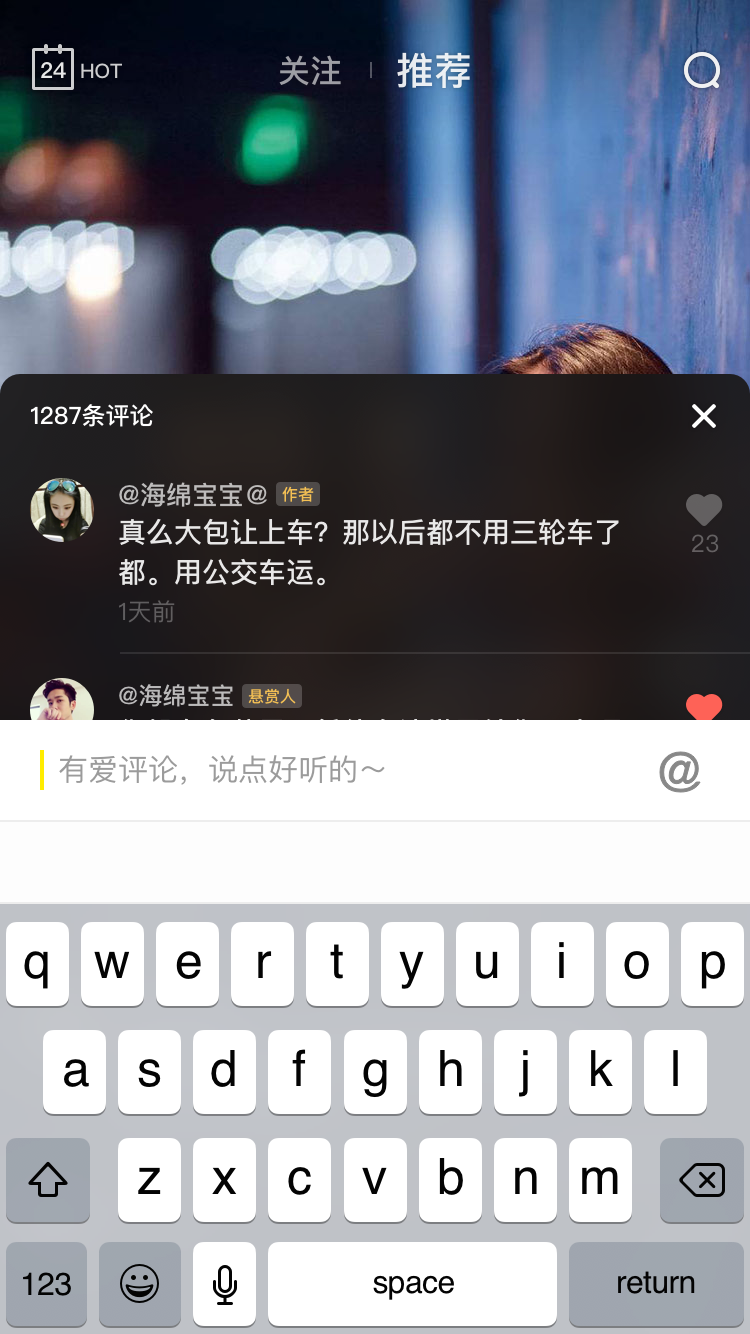 24 HOT 关注 推荐
1287条评论
@海绵宝宝@ 作者
真么大包让上车？那以后都不用三轮车了
都。用公交车运。
23
1天前
@海绵宝宝 悬赏人
有爱评论，说点好听的～ @
q w e r t y u i o p
a s d f g h j k l
z x c v b n m
123 space return